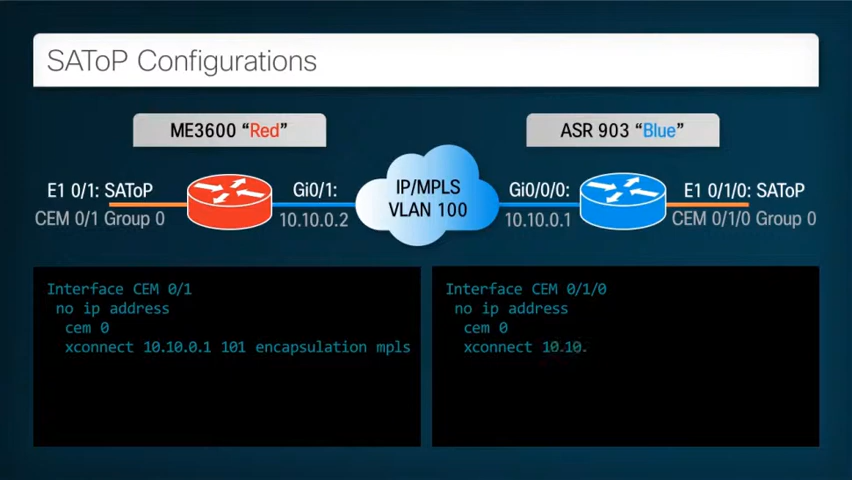 SAToP Configurations
ME3600 “Red”
ASR 903 “Blue”
E1 0/1: SAToP
CEM 0/1 Group 0
Gi0/1:
10.10.0.2
IP/MPLS
VLAN 100
Gi0/0/0:
10.10.0.1
E1 0/1/0: SAToP
CEM 0/1/0 Group 0
Interface CEM 0/1
no ip address
cem 0
xconnect 10.10.0.1 101 encapsulation mpls
Interface CEM 0/1/0
no ip address
cem 0
xconnect 10.10.